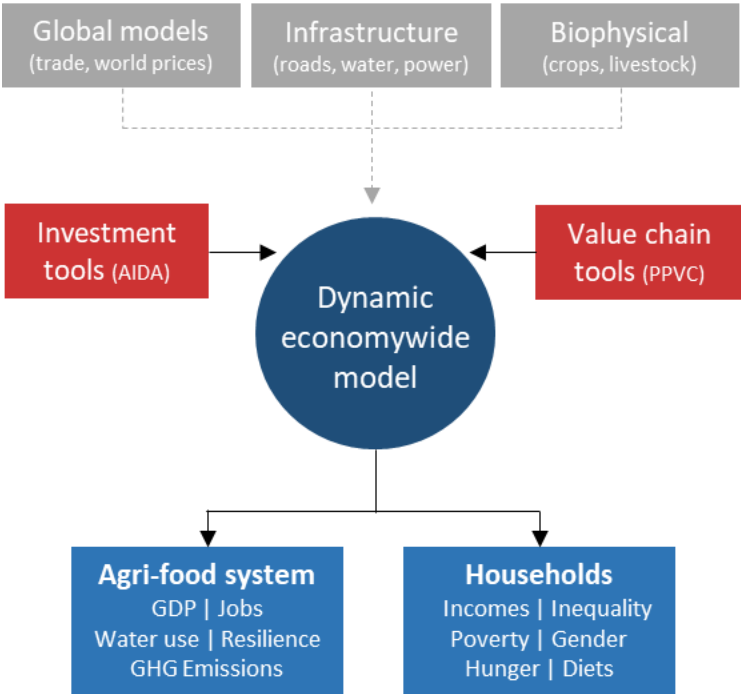 Global models
(trade, world prices)
Infrastructure
(roads, water, power)
Biophysical
(crops, livestock)
Investment
tools (AIDA)
Value chain
tools (PPVC)
Dynamic
economywide
model
Agri-food system
GDP | Jobs
Water use | Resilience
GHG Emissions
Households
Incomes | Inequality
Poverty | Gender
Hunger | Diets